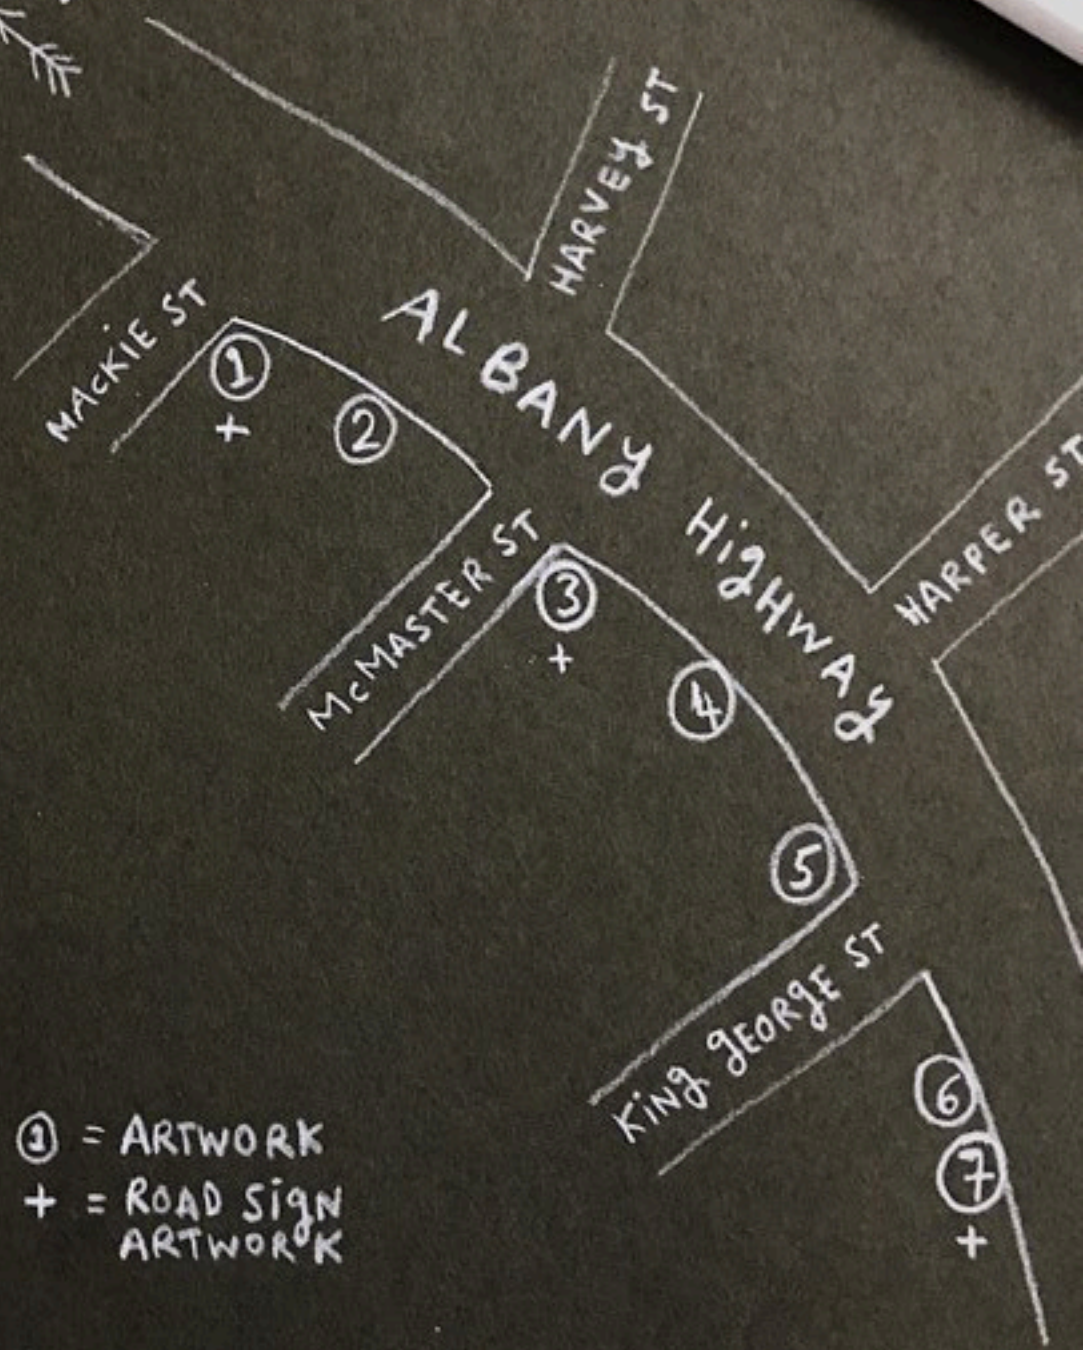 HARVEY ST
MACKIE ST
ALBANY HigHWAY
1
+
2
McMASTER ST
3
+
4
HARPER ST
5
KiNg gEORgE ST
6
7
+
1 = ARTWORK
+ = ROAD SigN
ARTWORK